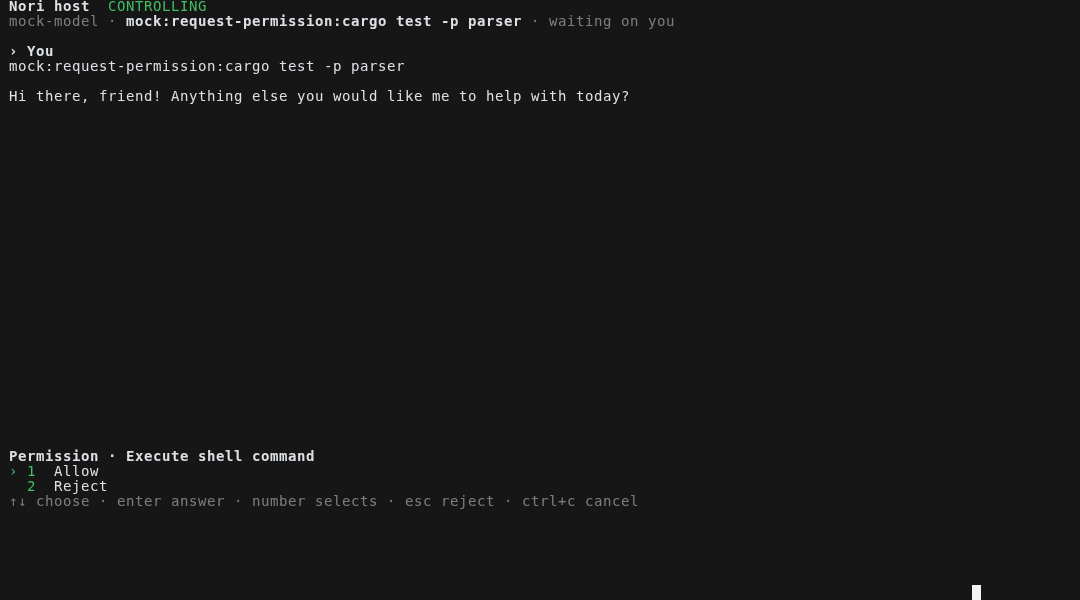 Nori host  CONTROLLING
mock-model · mock:request-permission:cargo test -p parser · waiting on you
› You
mock:request-permission:cargo test -p parser
Hi there, friend! Anything else you would like me to help with today?
Permission · Execute shell command
› 1  Allow
2  Reject
↑↓ choose · enter answer · number selects · esc reject · ctrl+c cancel